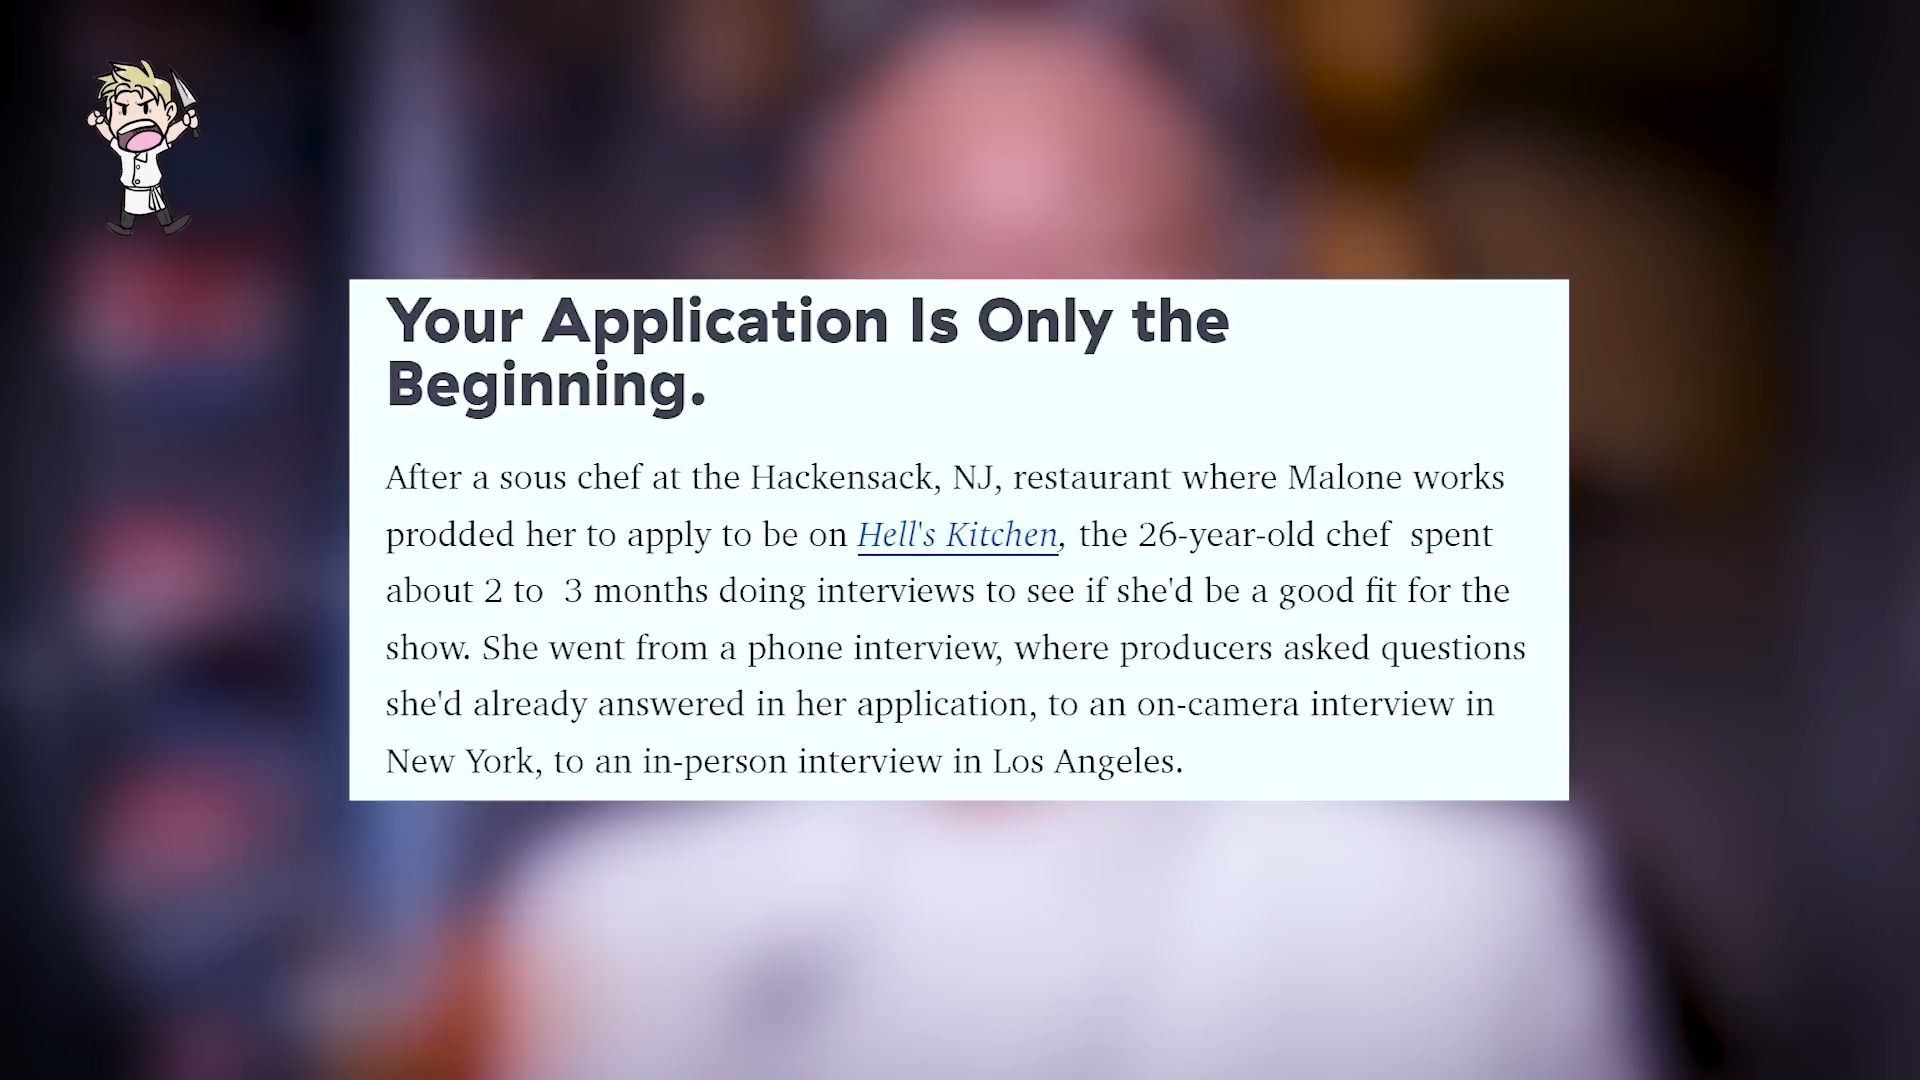 Your Application Is Only the
Beginning.
After a sous chef at the Hackensack, NJ, restaurant where Malone works
prodded her to apply to be on Hell's Kitchen, the 26-year-old chef  spent
about 2 to  3 months doing interviews to see if she'd be a good fit for the
show. She went from a phone interview, where producers asked questions
she'd already answered in her application, to an on-camera interview in
New York, to an in-person interview in Los Angeles.